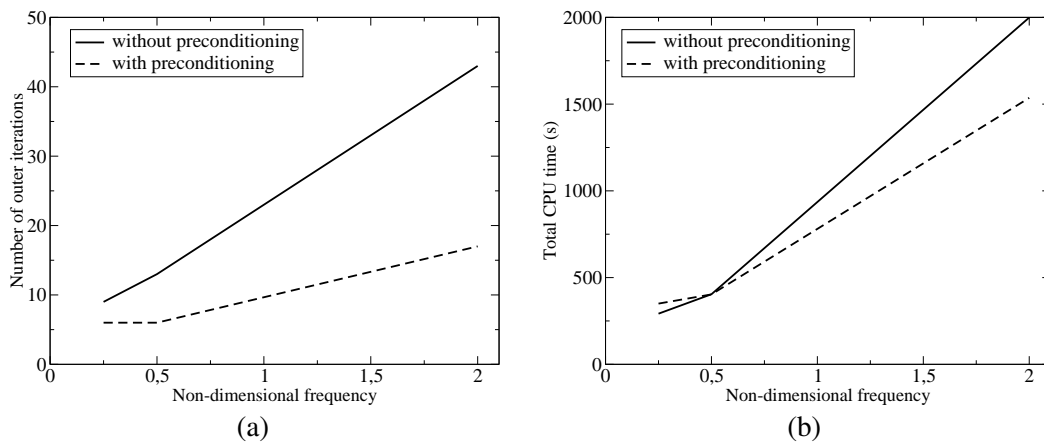 50
40
30
20
10
0
Number of outer iterations
without preconditioning
with preconditioning
0
0,5
1
1,5
2
Non-dimensional frequency
(a)
2000
1500
1000
500
0
Total CPU time (s)
without preconditioning
with preconditioning
0
0,5
1
1,5
2
Non-dimensional frequency
(b)